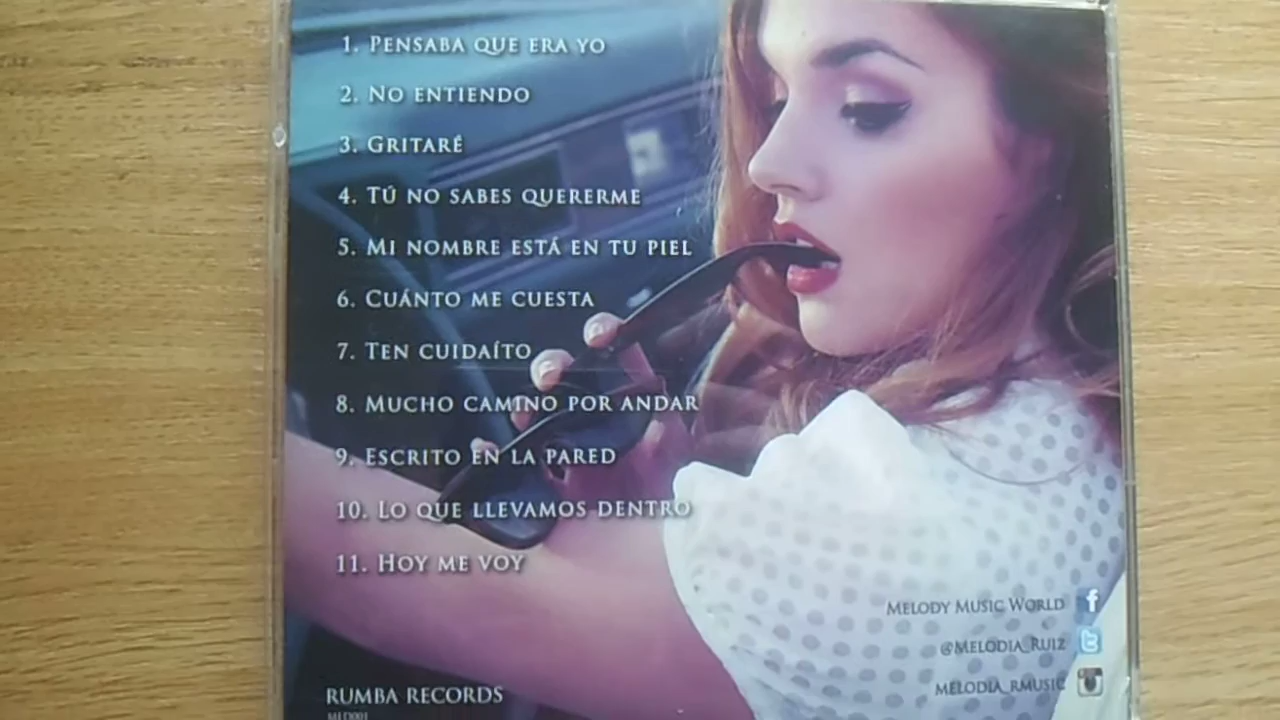 1. Pensaba que era yo
2. No entiendo
3. Gritaré
4. Tú no sabes quererme
5. Mi nombre está en tu piel
6. Cuánto me cuesta
7. Ten cuidaíto
8. Mucho camino por andar
9. Escrito en la pared
10. Lo que llevamos dentro
11. Hoy me voy
Melody Music World
@Melodia_Ruiz
melodia_rmusic
Rumba Records